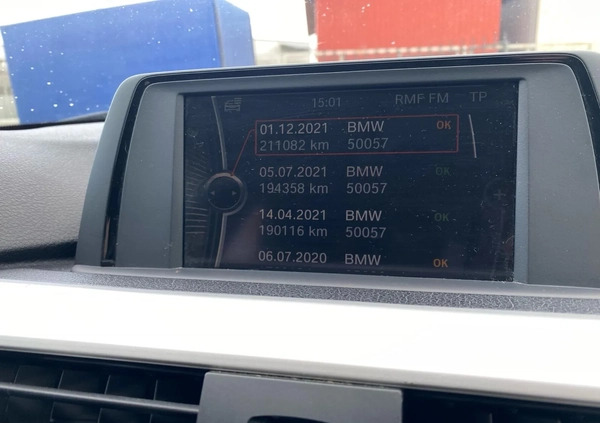 15:01 RMF FM TP
01.12.2021 BMW OK
211082 km 50057
05.07.2021 BMW OK
194358 km 50057
14.04.2021 BMW OK
190116 km 50057
06.07.2020 BMW OK